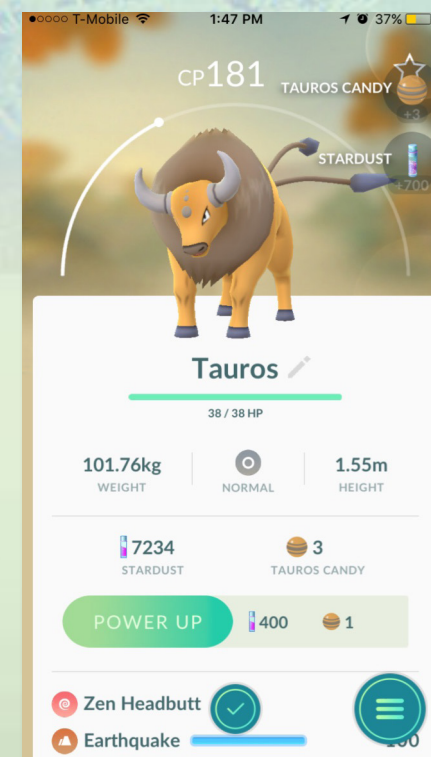 T-Mobile 1:47 PM 37%
CP181
TAUROS CANDY
+3
STARDUST
+700
Tauros
38 / 38 HP
101.76kg
WEIGHT
NORMAL
1.55m
HEIGHT
7234
STARDUST
3
TAUROS CANDY
POWER UP 400 1
Zen Headbutt
Earthquake